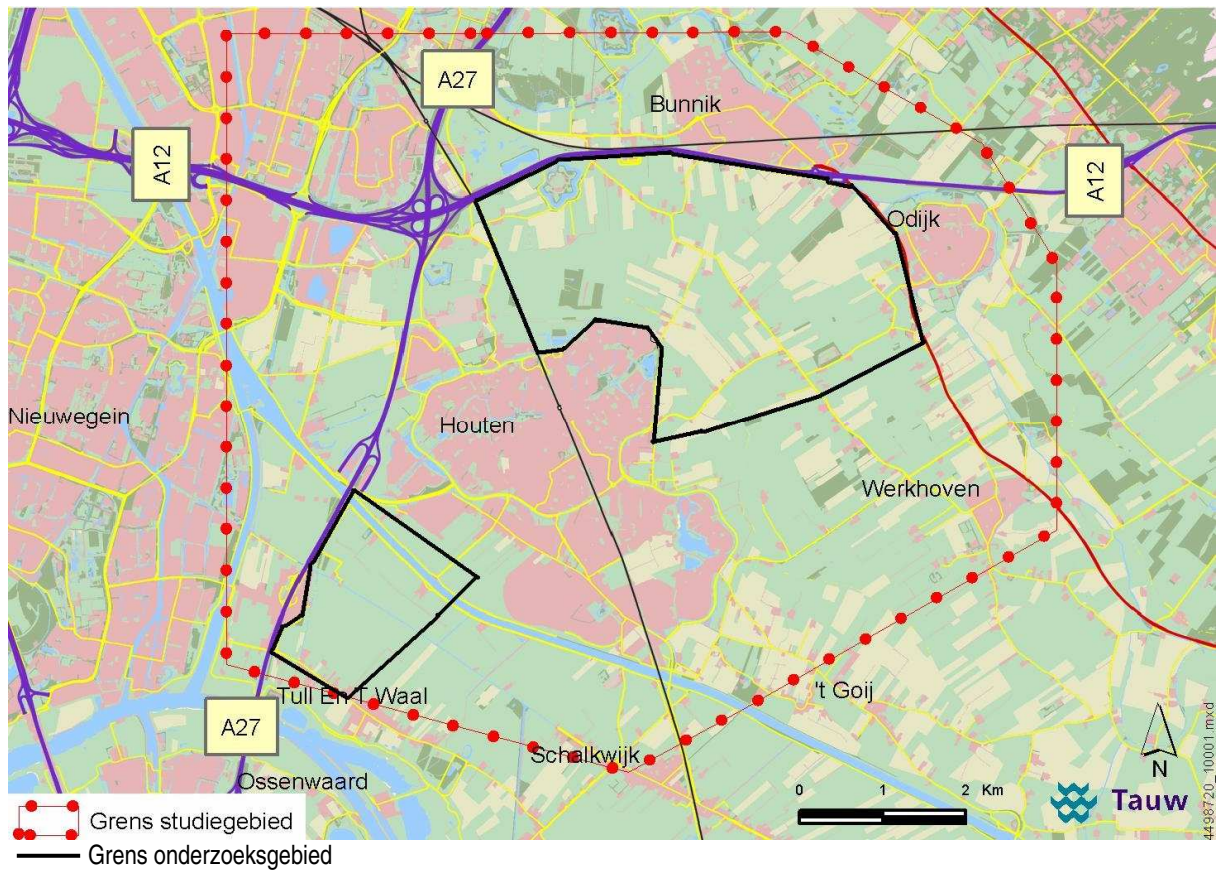 A27
Bunnik
A12
A12
Odijk
Nieuwegein
Houten
Werkhoven
't Goij
Tull En T Waal
A27
Schalkwijk
Ossenwaard
N
0 1 2 Km
Tauw
4498720_10001.mxd
Grens studiegebied
Grens onderzoeksgebied